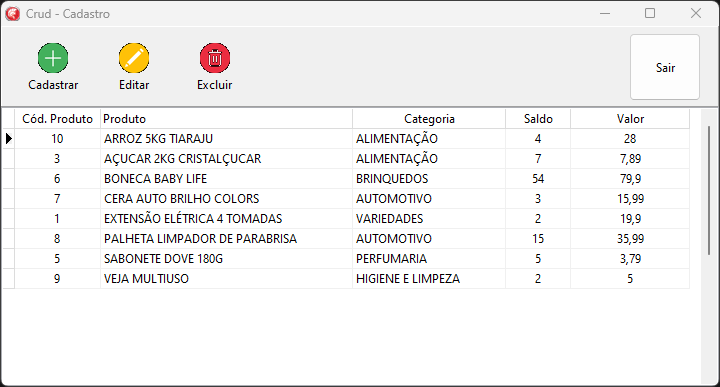 Crud - Cadastro
Cadastrar Editar Excluir Sair
Cód. Produto Produto Categoria Saldo Valor
10 ARROZ 5KG TIARAJU ALIMENTAÇÃO 4 28
3 AÇUCAR 2KG CRISTALÇUCAR ALIMENTAÇÃO 7 7,89
6 BONECA BABY LIFE BRINQUEDOS 54 79,9
7 CERA AUTO BRILHO COLORS AUTOMOTIVO 3 15,99
1 EXTENSÃO ELÉTRICA 4 TOMADAS VARIEDADES 2 19,9
8 PALHETA LIMPADOR DE PARABRISA AUTOMOTIVO 15 35,99
5 SABONETE DOVE 180G PERFUMARIA 5 3,79
9 VEJA MULTIUSO HIGIENE E LIMPEZA 2 5